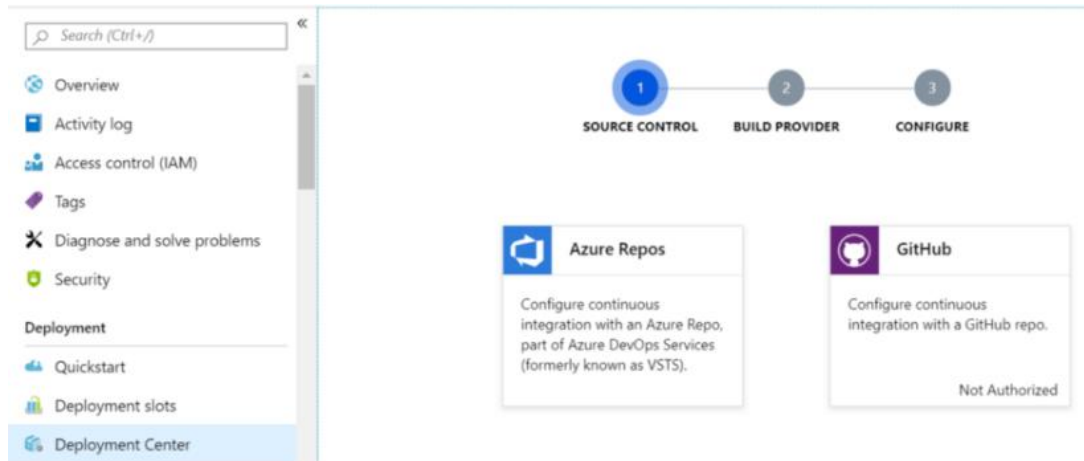 Search (Ctrl+/)
«
Overview
Activity log
Access control (IAM)
Tags
Diagnose and solve problems
Security
Deployment
Quickstart
Deployment slots
Deployment Center
1
2
3
SOURCE CONTROL
BUILD PROVIDER
CONFIGURE
Azure Repos
Configure continuous
integration with an Azure Repo,
part of Azure DevOps Services
(formerly known as VSTS).
GitHub
Configure continuous
integration with a GitHub repo.
Not Authorized